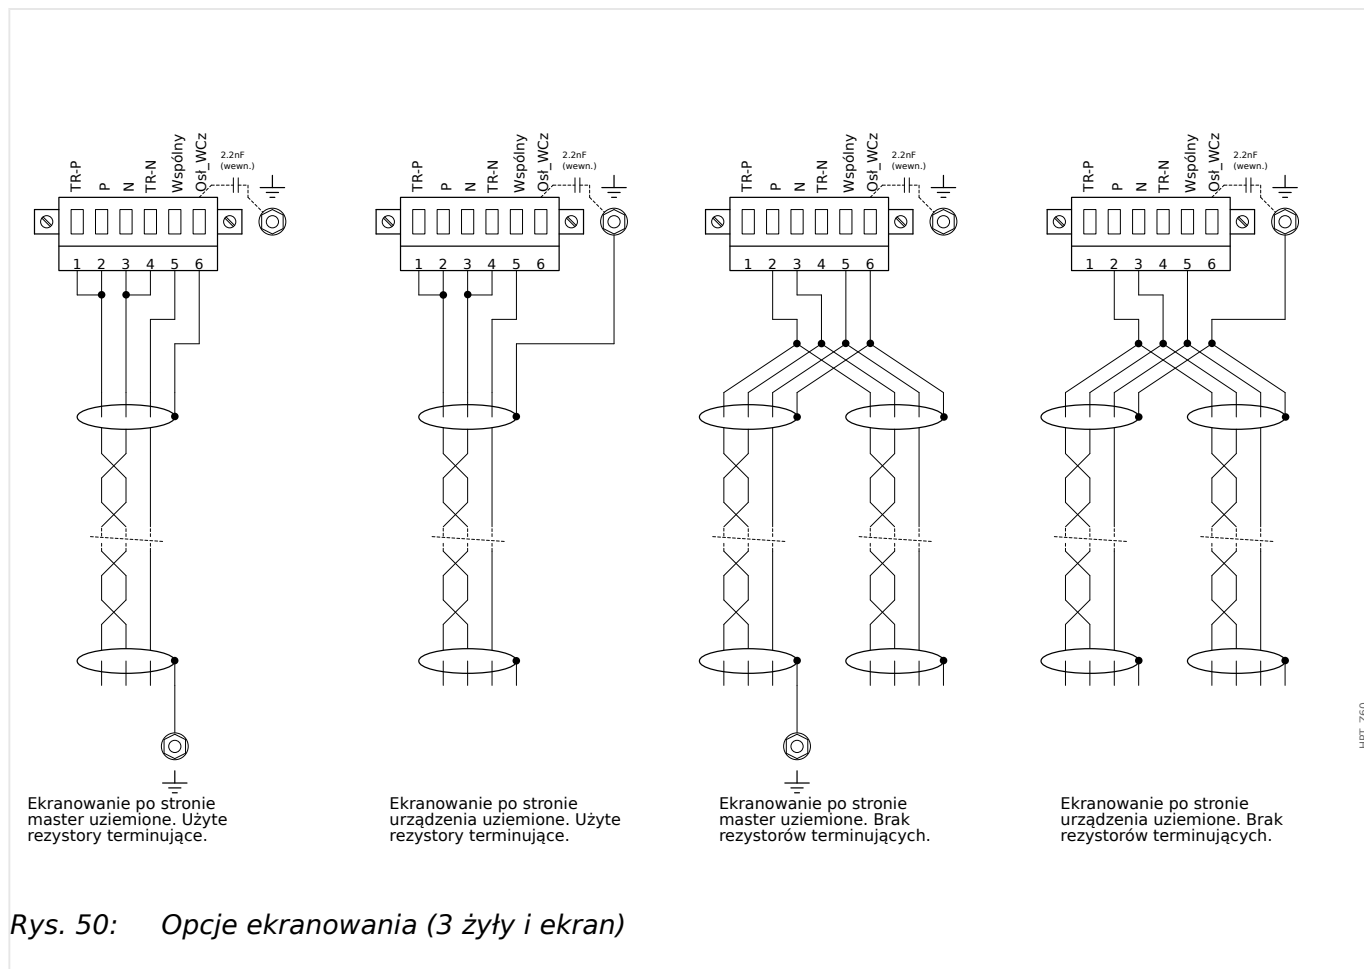 TR-P
P
N
TR-N
Wspólny
Osł_WCz
2.2nF
(wewn.)
1 2 3 4 5 6
Ekranowanie po stronie
master uziemione. Użyte
rezystory terminujące.
TR-P
P
N
TR-N
Wspólny
Osł_WCz
2.2nF
(wewn.)
1 2 3 4 5 6
Ekranowanie po stronie
urządzenia uziemione. Użyte
rezystory terminujące.
TR-P
P
N
TR-N
Wspólny
Osł_WCz
2.2nF
(wewn.)
1 2 3 4 5 6
Ekranowanie po stronie
master uziemione. Brak
rezystorów terminujących.
TR-P
P
N
TR-N
Wspólny
Osł_WCz
2.2nF
(wewn.)
1 2 3 4 5 6
Ekranowanie po stronie
urządzenia uziemione. Brak
rezystorów terminujących.
Rys. 50: Opcje ekranowania (3 żyły i ekran)